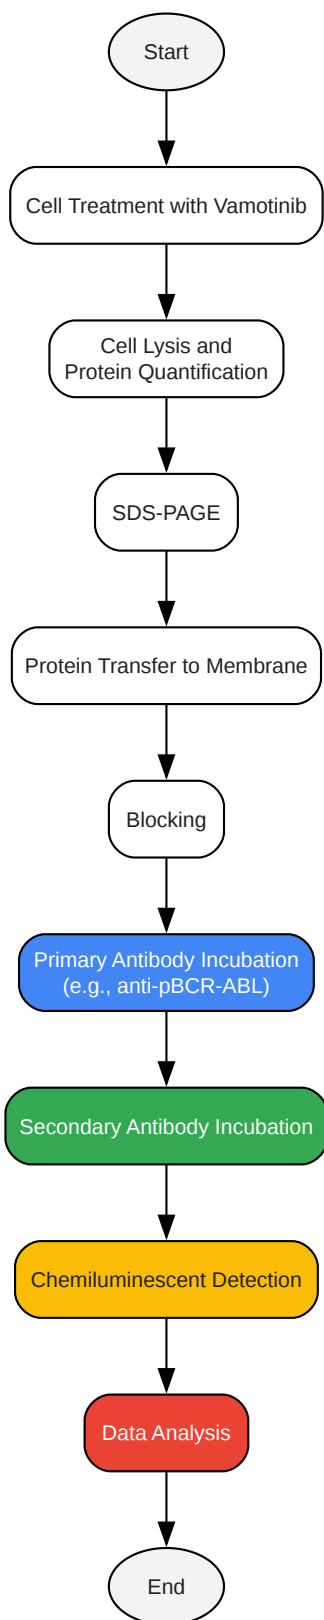 Start
Cell Treatment with Vamotinib
Cell Lysis and
Protein Quantification
SDS-PAGE
Protein Transfer to Membrane
Blocking
Primary Antibody Incubation
(e.g., anti-pBCR-ABL)
Secondary Antibody Incubation
Chemiluminescent Detection
Data Analysis
End